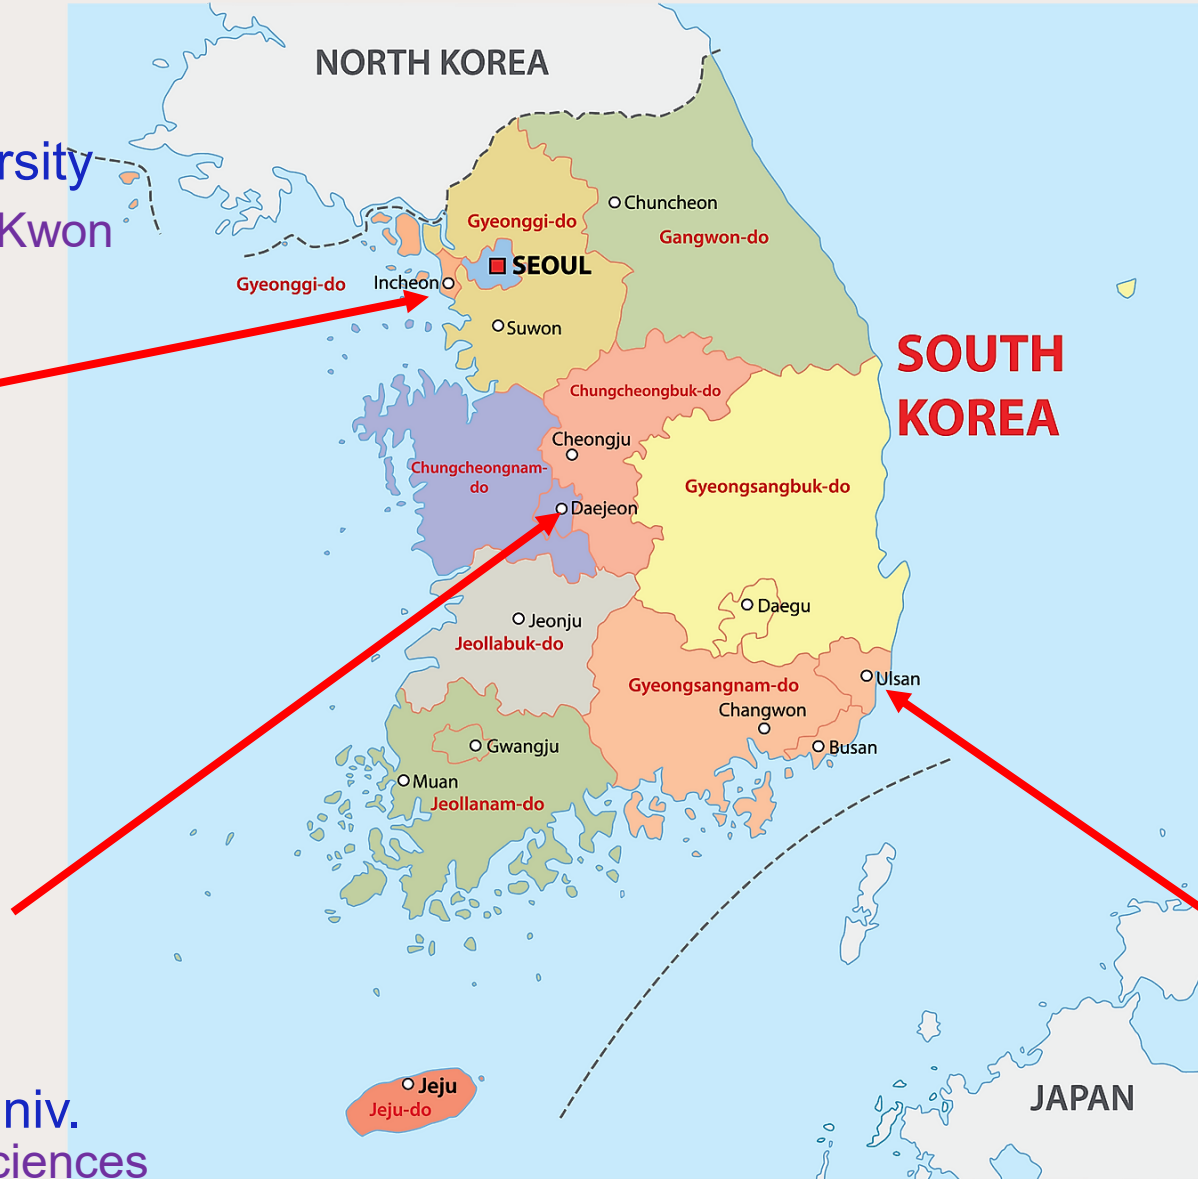 NORTH KOREA
rsity
Kwon
Chuncheon
Gyeonggi-do
Gangwon-do
SEOUL
Gyeonggi-do
Incheon
Suwon
SOUTH
KOREA
Chungcheongbuk-do
Cheongju
Chungcheongnam-
do
Gyeongsangbuk-do
Daejeon
Daegu
Jeonju
Jeollabuk-do
Ulsan
Gyeongsangnam-do
Changwon
Gwangju
Busan
Muan
Jeollanam-do
Jeju
Jeju-do
JAPAN
niv.
ciences